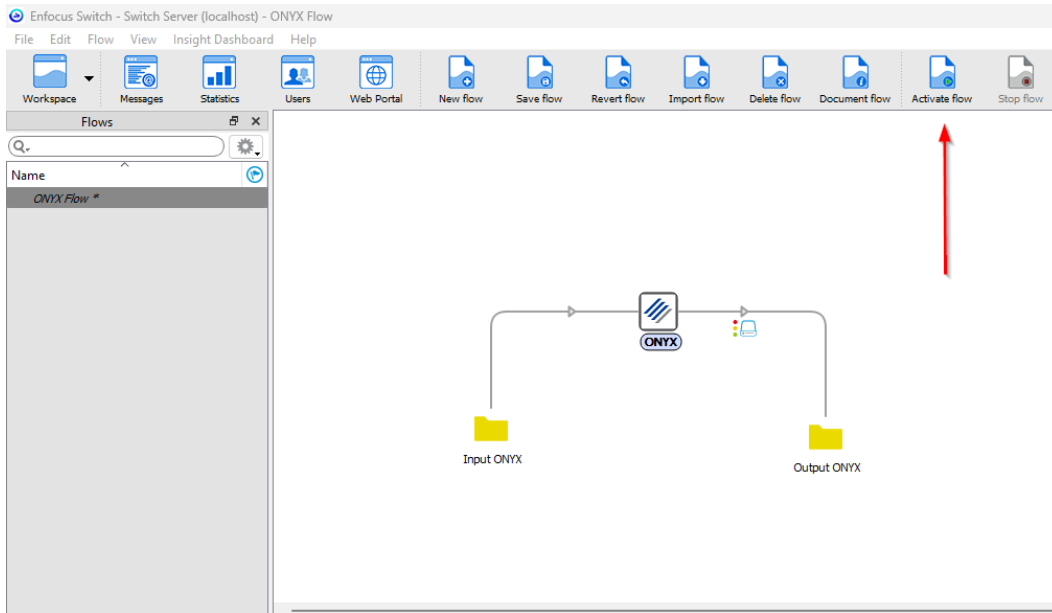 Enfocus Switch - Switch Server (localhost) - ONYX Flow
File Edit Flow View Insight Dashboard Help
Workspace Messages Statistics Users Web Portal New flow Save flow Revert flow Import flow Delete flow Document flow Activate flow Stop flow
Flows
Name
ONYX Flow *
ONYX
Input ONYX
Output ONYX